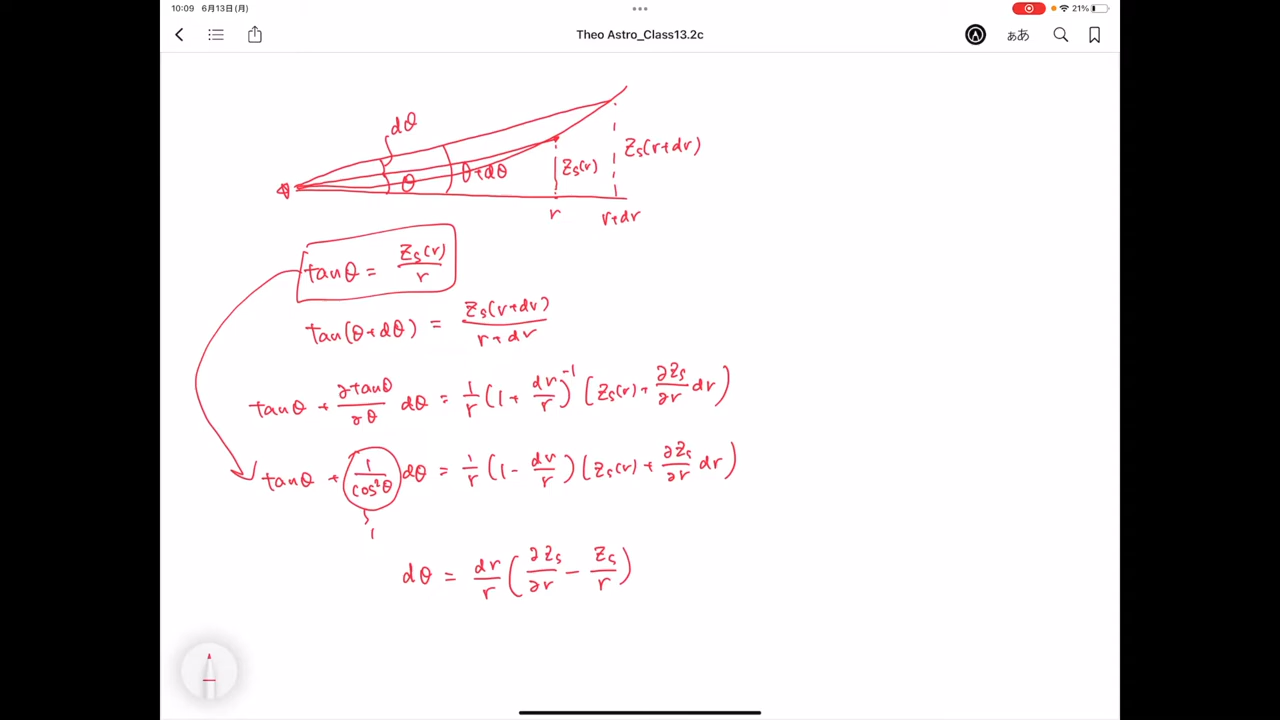 10:09 6月13日(月)
21%
Theo Astro_Class13.2c
ぁあ
dθ
θ
θ+dθ
Zs(r)
Zs(r+dr)
r
r+dr
tanθ = Zs(r)/r
tan(θ+dθ) = Zs(r+dr)/(r+dr)
tanθ + ∂tanθ/∂θ dθ = 1/r (1 + dr/r)^-1 (Zs(r) + ∂Zs/∂r dr)
tanθ + 1/cos²θ dθ = 1/r (1 - dr/r) (Zs(r) + ∂Zs/∂r dr)
1
dθ = dr/r (∂Zs/∂r - Zs/r)